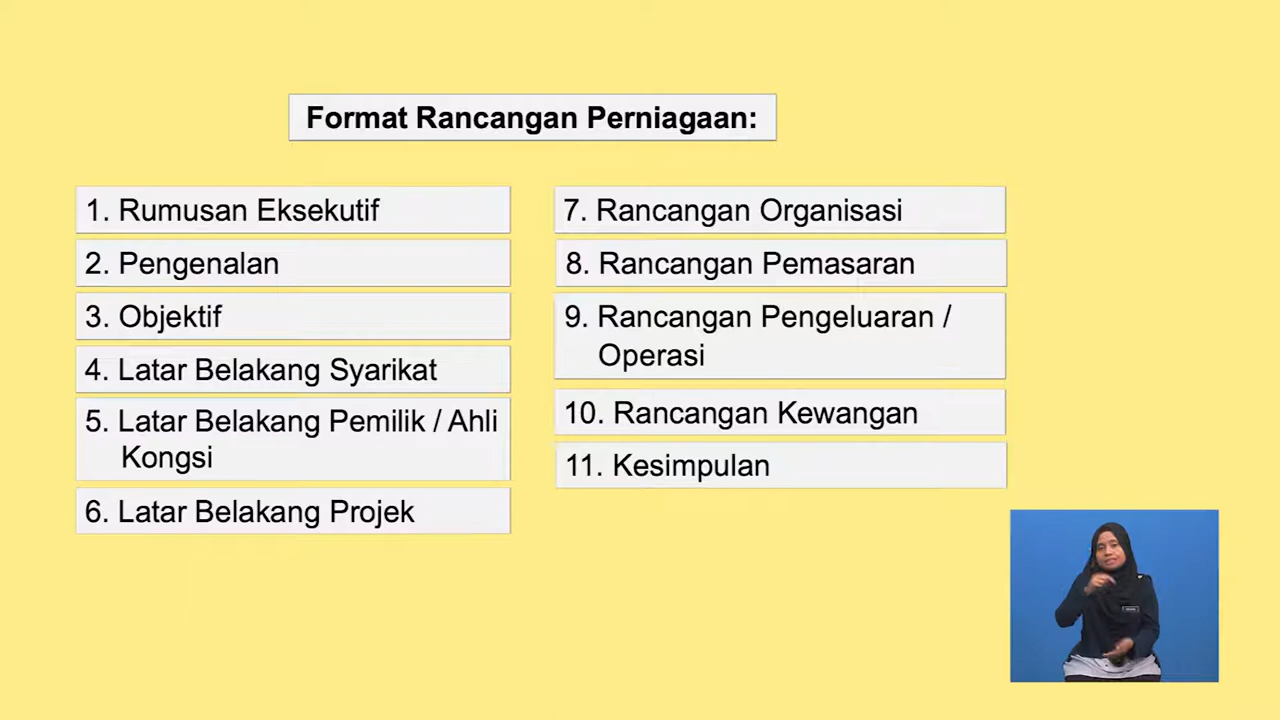 Format Rancangan Perniagaan:
1. Rumusan Eksekutif
2. Pengenalan
3. Objektif
4. Latar Belakang Syarikat
5. Latar Belakang Pemilik / Ahli
Kongsi
6. Latar Belakang Projek
7. Rancangan Organisasi
8. Rancangan Pemasaran
9. Rancangan Pengeluaran /
Operasi
10. Rancangan Kewangan
11. Kesimpulan